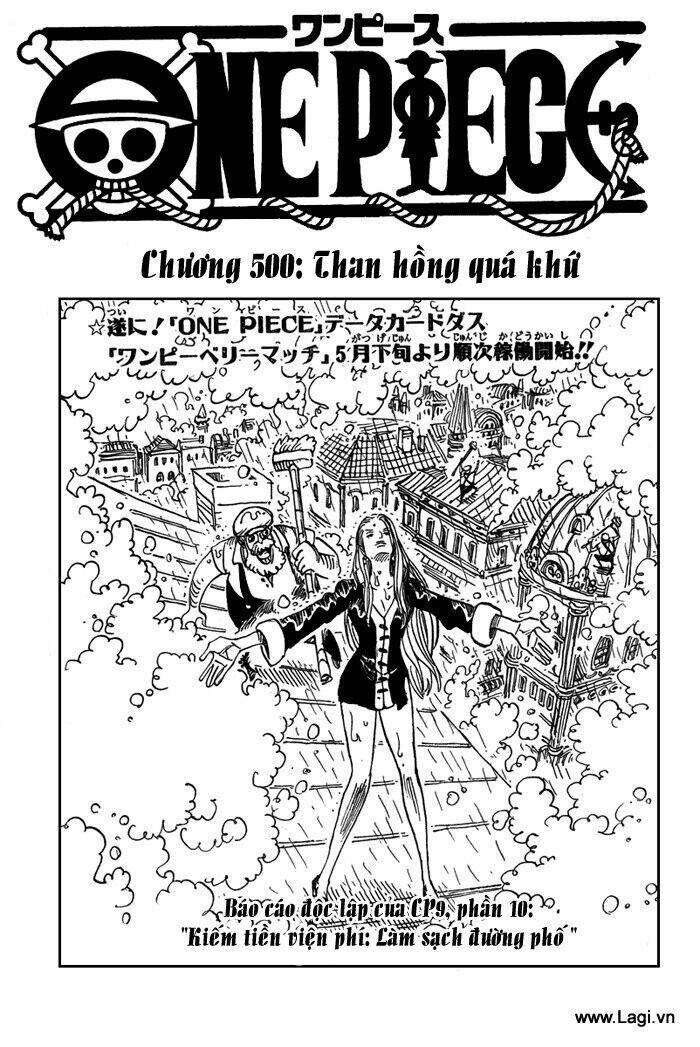 ワンピース
ONE PIECE
Chương 500: Than hồng quá khứ
☆遂に!「ONE PIECE」データカードダス
「ワンピーベリーマッチ」5月下旬より順次稼働開始!!
Báo cáo độc lập cua CP9, phần 10:
"Kiếm tiền viện phí: Làm sạch đường phố "
www.Lagi.vn